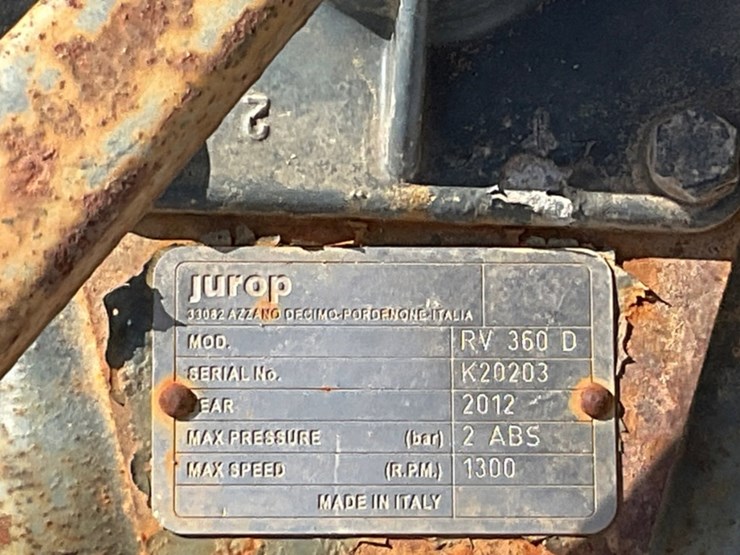 2
jurop
33082 AZZANO DECIMO-PORDENONE-ITALIA
MOD. RV 360 D
SERIAL No. K20203
YEAR 2012
MAX PRESSURE (bar) 2 ABS
MAX SPEED (R.P.M.) 1300
MADE IN ITALY